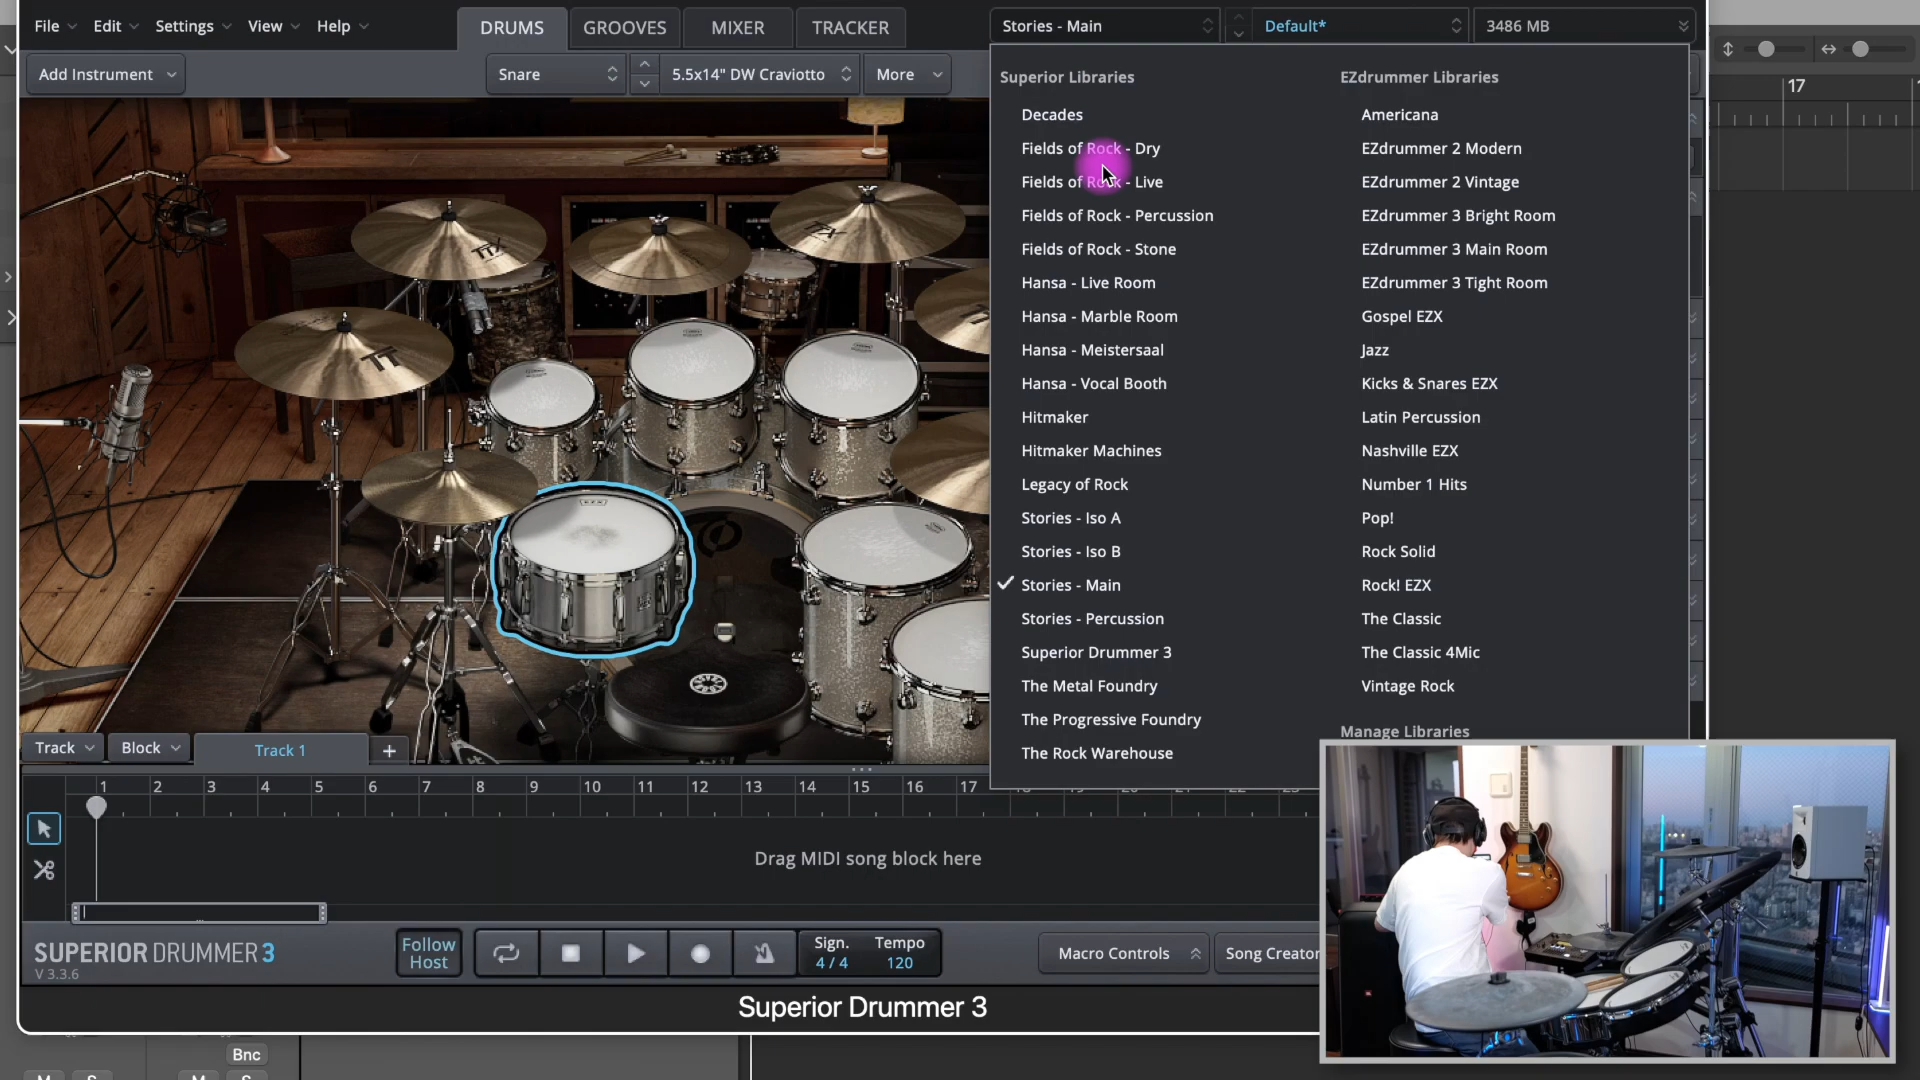 File Edit Settings View Help
DRUMS GROOVES MIXER TRACKER
Stories - Main
Default*
3486 MB
Add Instrument
Snare
5.5x14" DW Craviotto
More
Superior Libraries
Decades
Fields of Rock - Dry
Fields of Rock - Live
Fields of Rock - Percussion
Fields of Rock - Stone
Hansa - Live Room
Hansa - Marble Room
Hansa - Meistersaal
Hansa - Vocal Booth
Hitmaker
Hitmaker Machines
Legacy of Rock
Stories - Iso A
Stories - Iso B
Stories - Main
Stories - Percussion
Superior Drummer 3
The Metal Foundry
The Progressive Foundry
The Rock Warehouse
EZdrummer Libraries
Americana
EZdrummer 2 Modern
EZdrummer 2 Vintage
EZdrummer 3 Bright Room
EZdrummer 3 Main Room
EZdrummer 3 Tight Room
Gospel EZX
Jazz
Kicks & Snares EZX
Latin Percussion
Nashville EZX
Number 1 Hits
Pop!
Rock Solid
Rock! EZX
The Classic
The Classic 4Mic
Vintage Rock
Manage Libraries
17
Track
Block
Track 1
1 2 3 4 5 6 7 8 9 10 11 12 13 14 15 16 17
Drag MIDI song block here
SUPERIOR DRUMMER 3
V 3.3.6
Follow
Host
Sign. Tempo
4 / 4 120
Macro Controls
Song Creator
Superior Drummer 3
Bnc
M S M S